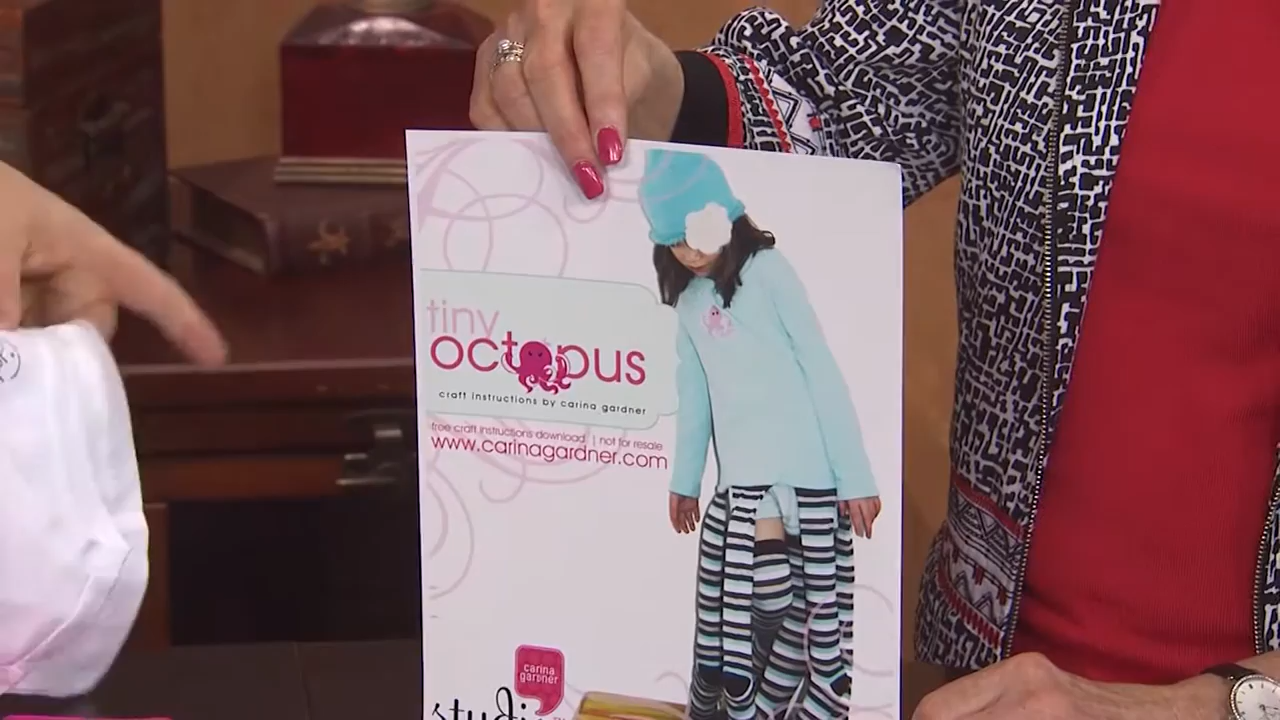 tiny
octopus
craft instructions by carina gardner
free craft instructions download | not for resale
www.carinagardner.com
carina
gardner